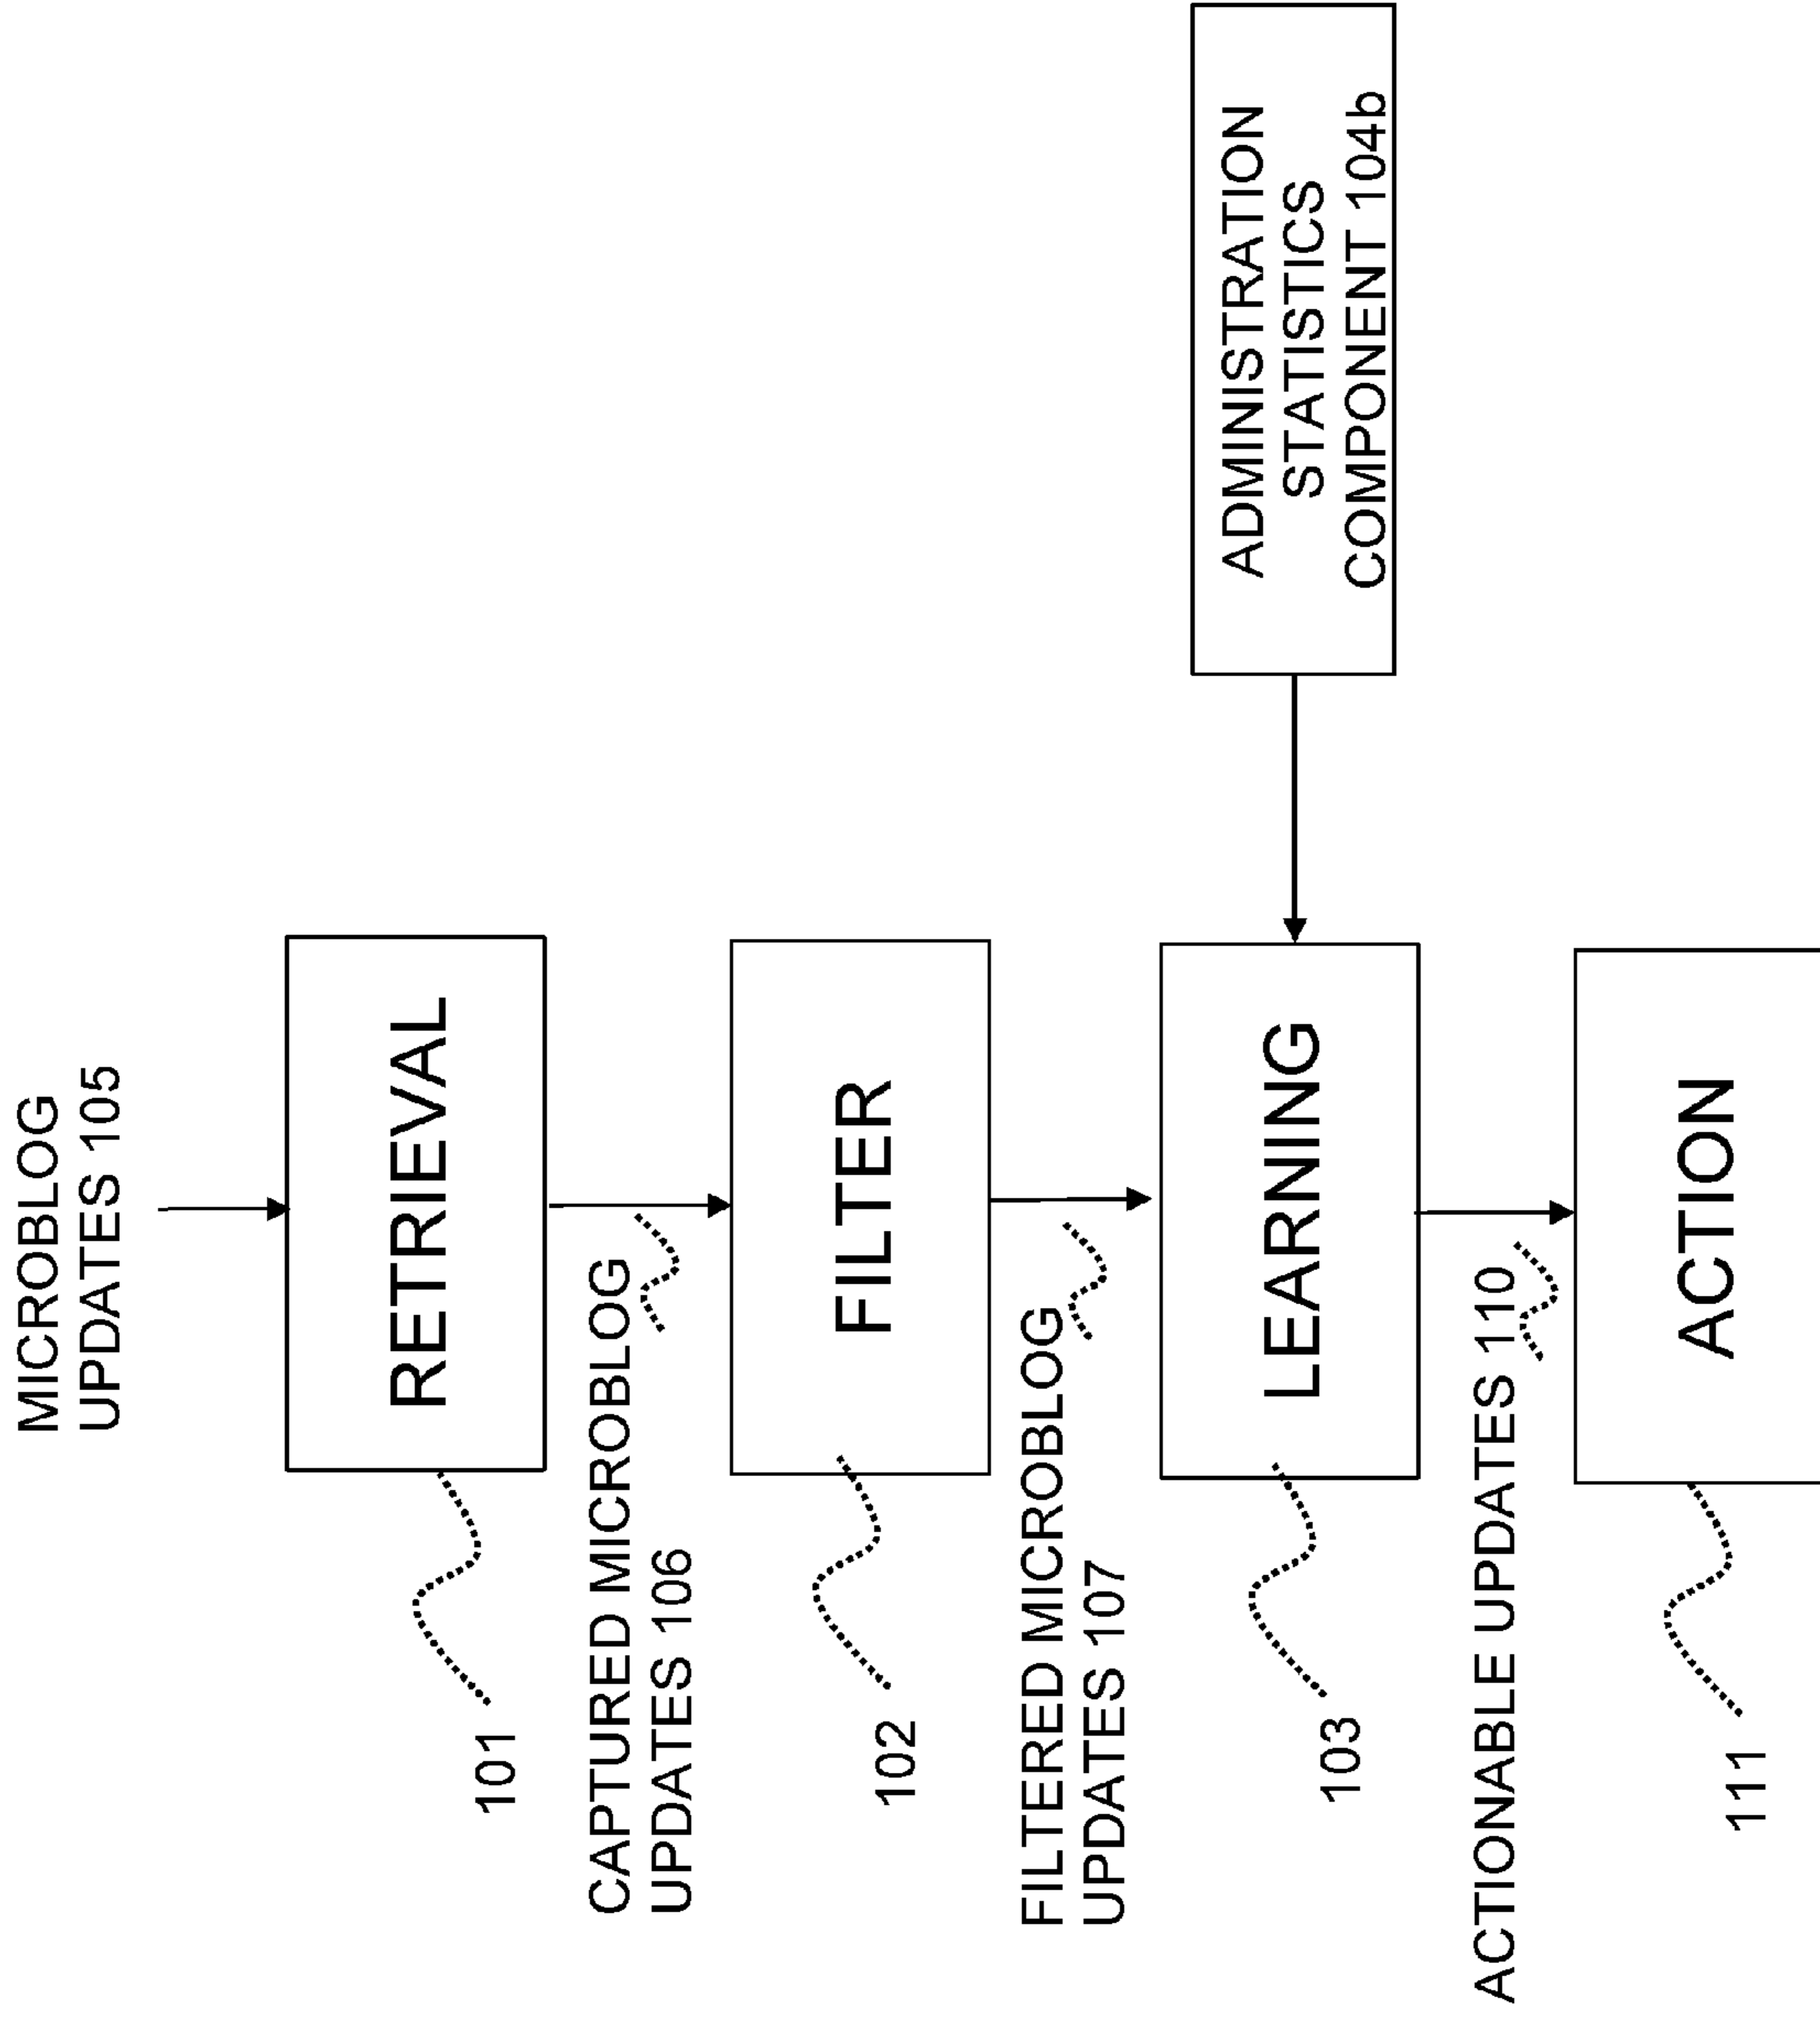 MICROBLOG
UPDATES 105
RETRIEVAL
101
CAPTURED MICROBLOG
UPDATES 106
FILTER
102
FILTERED MICROBLOG
UPDATES 107
LEARNING
103
ADMINISTRATION
STATISTICS
COMPONENT 104b
ACTIONABLE UPDATES 110
ACTION
111